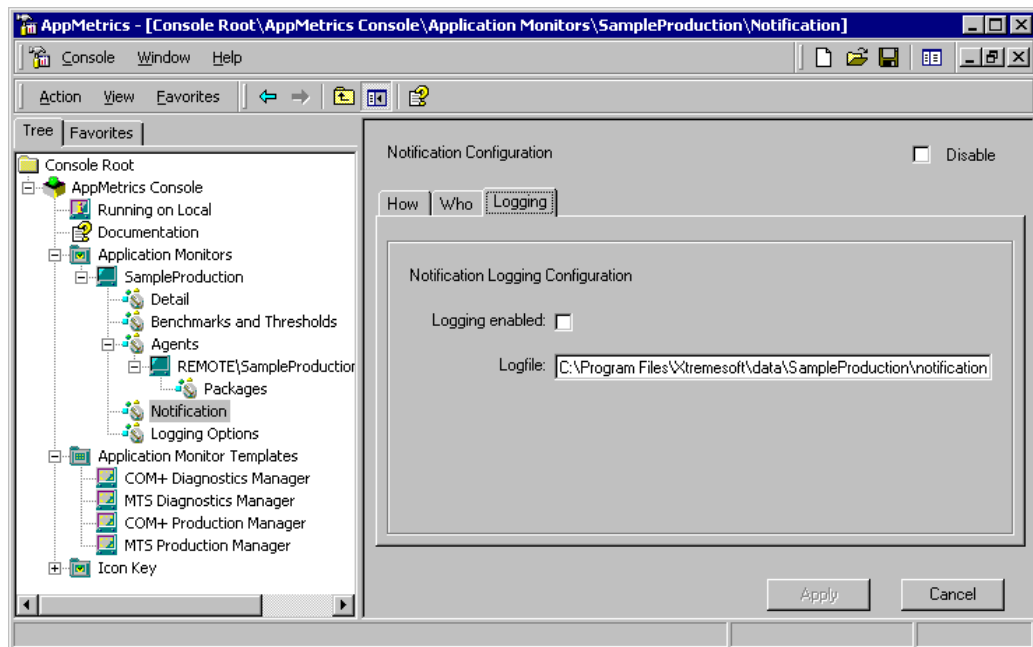 AppMetrics - [Console Root\AppMetrics Console\Application Monitors\SampleProduction\Notification]
Console Window Help
Action View Favorites
Tree Favorites
Console Root
AppMetrics Console
Running on Local
Documentation
Application Monitors
SampleProduction
Detail
Benchmarks and Thresholds
Agents
REMOTE\SampleProduction
Packages
Notification
Logging Options
Application Monitor Templates
COM+ Diagnostics Manager
MTS Diagnostics Manager
COM+ Production Manager
MTS Production Manager
Icon Key
Notification Configuration
Disable
How Who Logging
Notification Logging Configuration
Logging enabled:
Logfile: C:\Program Files\Xtremesoft\data\SampleProduction\notification
Apply Cancel